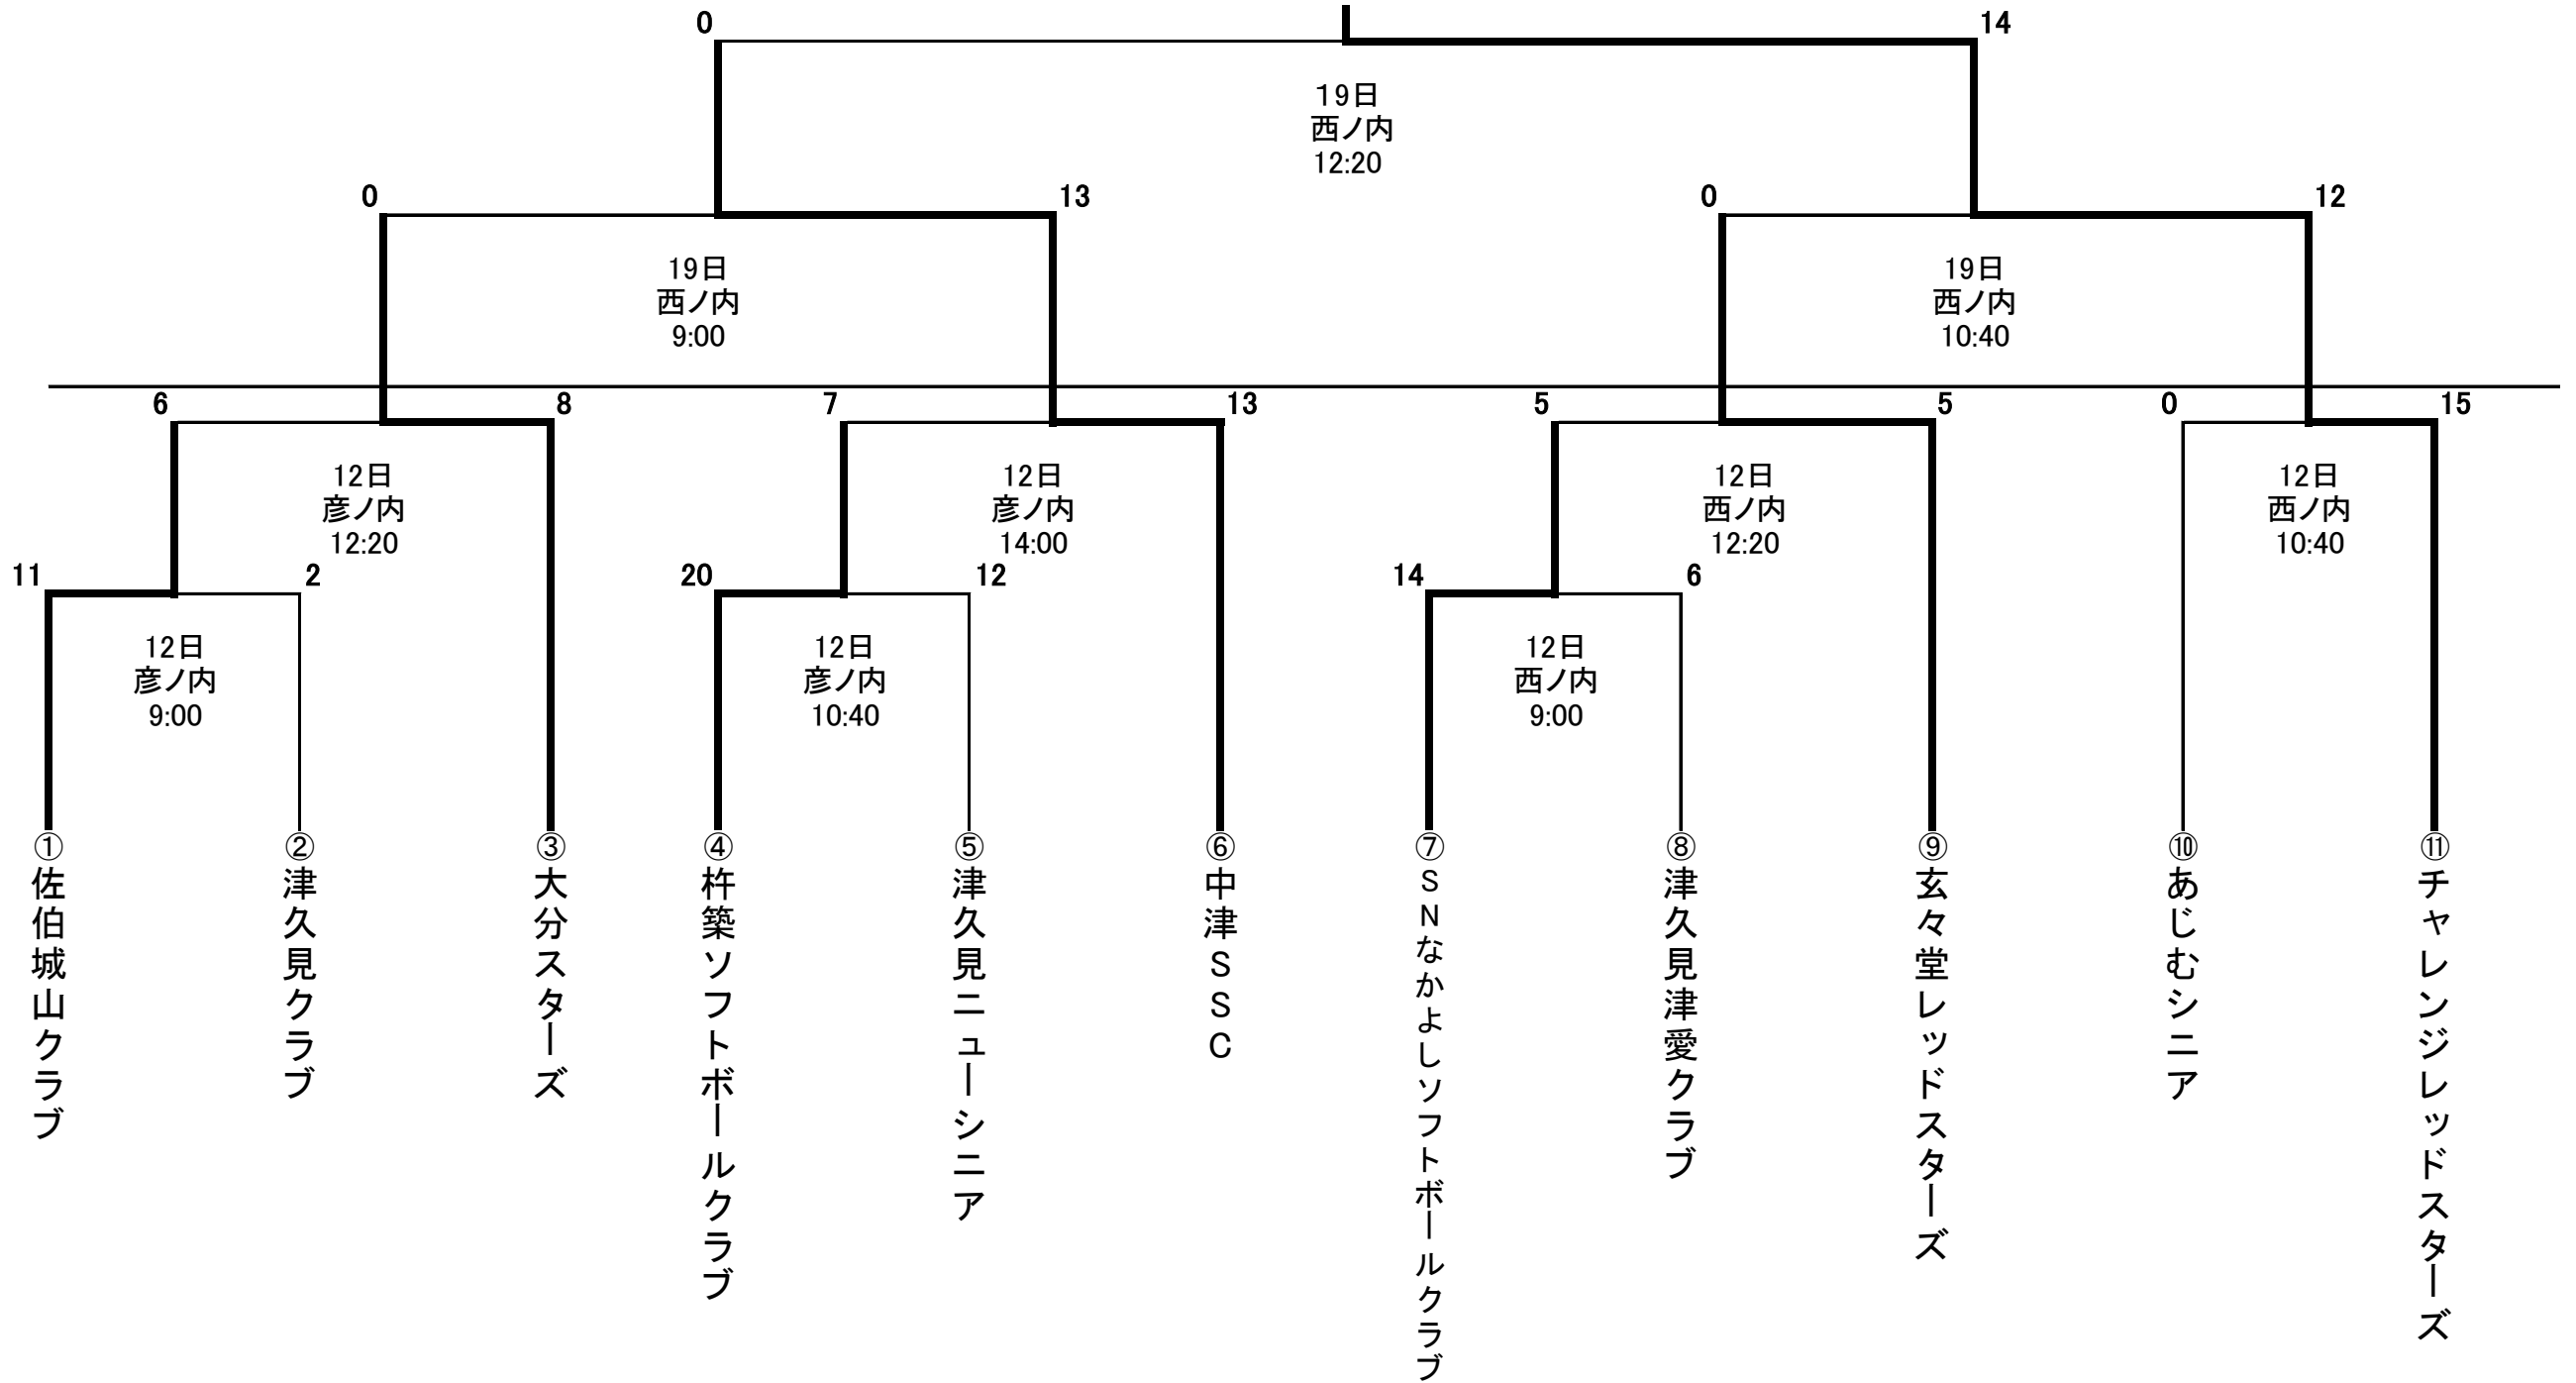 0
14
19日
西ノ内
12:20
0
13
0
12
19日
西ノ内
9:00
19日
西ノ内
10:40
6
8
7
13
5
5
0
15
12日
彦ノ内
12:20
12日
彦ノ内
14:00
12日
西ノ内
12:20
12日
西ノ内
10:40
11
2
20
12
14
6
12日
彦ノ内
9:00
12日
彦ノ内
10:40
12日
西ノ内
9:00
①佐伯城山クラブ
②津久見クラブ
③大分スターズ
④杵築ソフトボールクラブ
⑤津久見ニューシニア
⑥中津SSC
⑦SNなかよしソフトボールクラブ
⑧津久見津愛クラブ
⑨玄々堂レッドスターズ
⑩あじむシニア
⑪チャレンジレッドスターズ